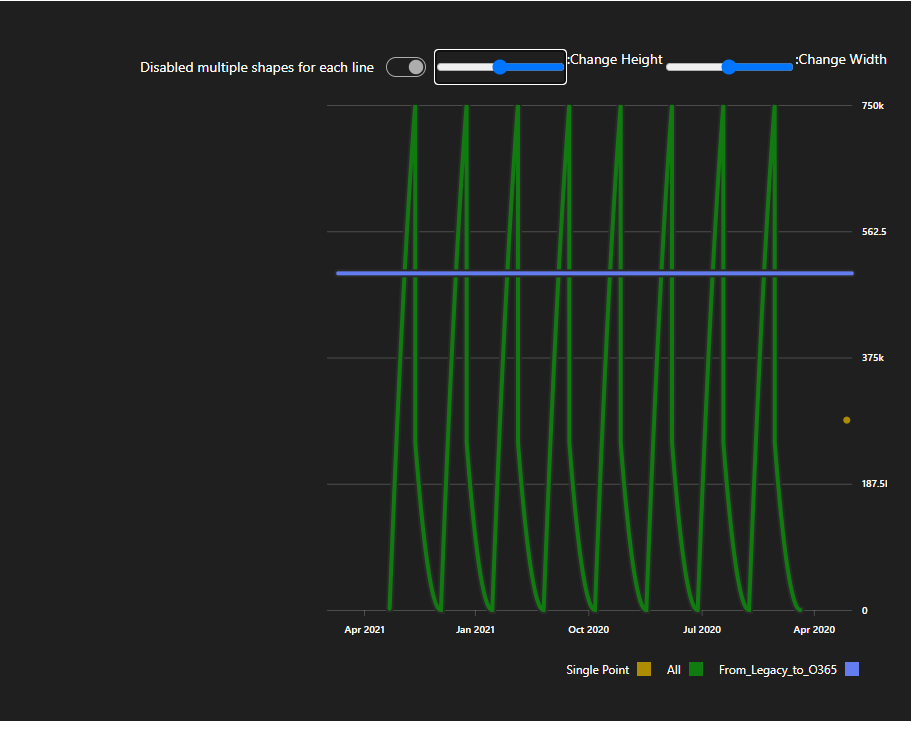 Disabled multiple shapes for each line
:Change Height
:Change Width
750k
562.5
375k
187.5l
0
Apr 2021
Jan 2021
Oct 2020
Jul 2020
Apr 2020
Single Point
All
From_Legacy_to_O365